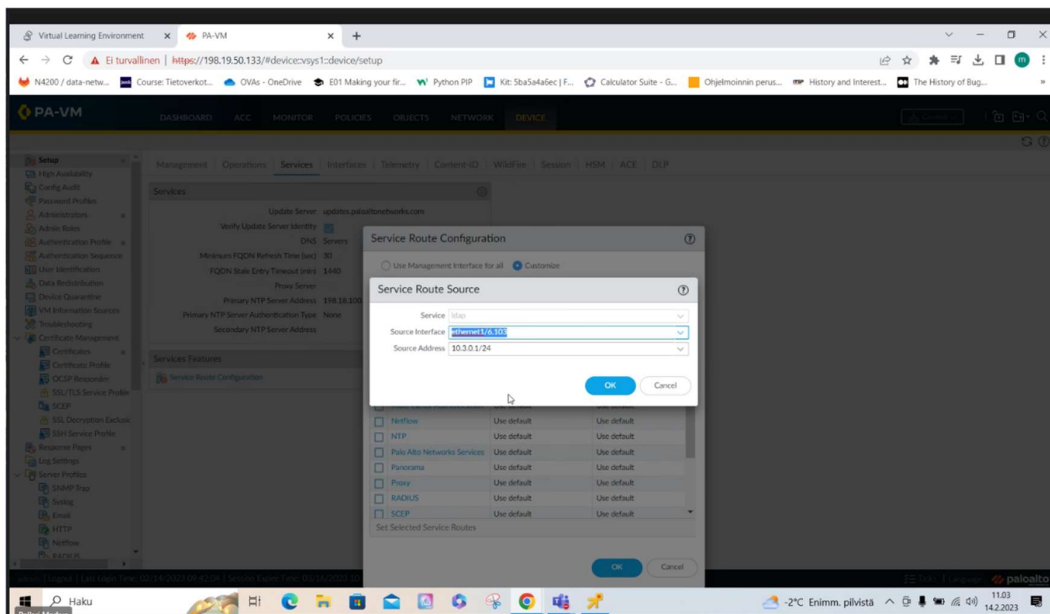 Virtual Learning Environment
PA-VM
Ei turvallinen | https://198.19.50.133/#device::vsys1::device/setup
N4200 / data-netw...
Course: Tietoverkot...
OVAs - OneDrive
E01 Making your fir...
Python PIP
Kit: 5ba5a4a6ec | F...
Calculator Suite - G...
Ohjelmoinnin perus...
History and Interest...
The History of Bug...
PA-VM
DASHBOARD ACC MONITOR POLICIES OBJECTS NETWORK DEVICE
Management Operations Services Interfaces Telemetry Content-ID WildFire Session HSM ACE DLP
Setup
High Availability
Config Audit
Password Profiles
Administrators
Admin Roles
Authentication Profile
Authentication Sequence
User Identification
Data Redistribution
Device Quarantine
VM Information Sources
Troubleshooting
Certificate Management
Certificates
Certificate Profile
OCSP Responder
SSL/TLS Service Profile
SCEP
SSL Decryption Exclusio
SSH Service Profile
Response Pages
Log Settings
Server Profiles
SNMP Trap
Syslog
Email
HTTP
Netflow
RADIUS
Services
Update Server updates.paloaltonetworks.com
Verify Update Server Identity
DNS Servers
Minimum FQDN Refresh Time (sec) 30
FQDN Stale Entry Timeout (min) 1440
Proxy Server
Primary NTP Server Address 198.18.100
Primary NTP Server Authentication Type None
Secondary NTP Server Address
Services Features
Service Route Configuration
Service Route Configuration
Use Management Interface for all Customize
Service Route Source
Service ldap
Source Interface ethernet1/6.103
Source Address 10.3.0.1/24
OK Cancel
Netflow Use default Use default
NTP Use default Use default
Palo Alto Networks Services Use default Use default
Panorama Use default Use default
Proxy Use default Use default
RADIUS Use default Use default
SCEP Use default Use default
Set Selected Service Routes
OK Cancel
paloalto
Haku
-2°C Enimm. pilvistä
11.03
14.2.2023